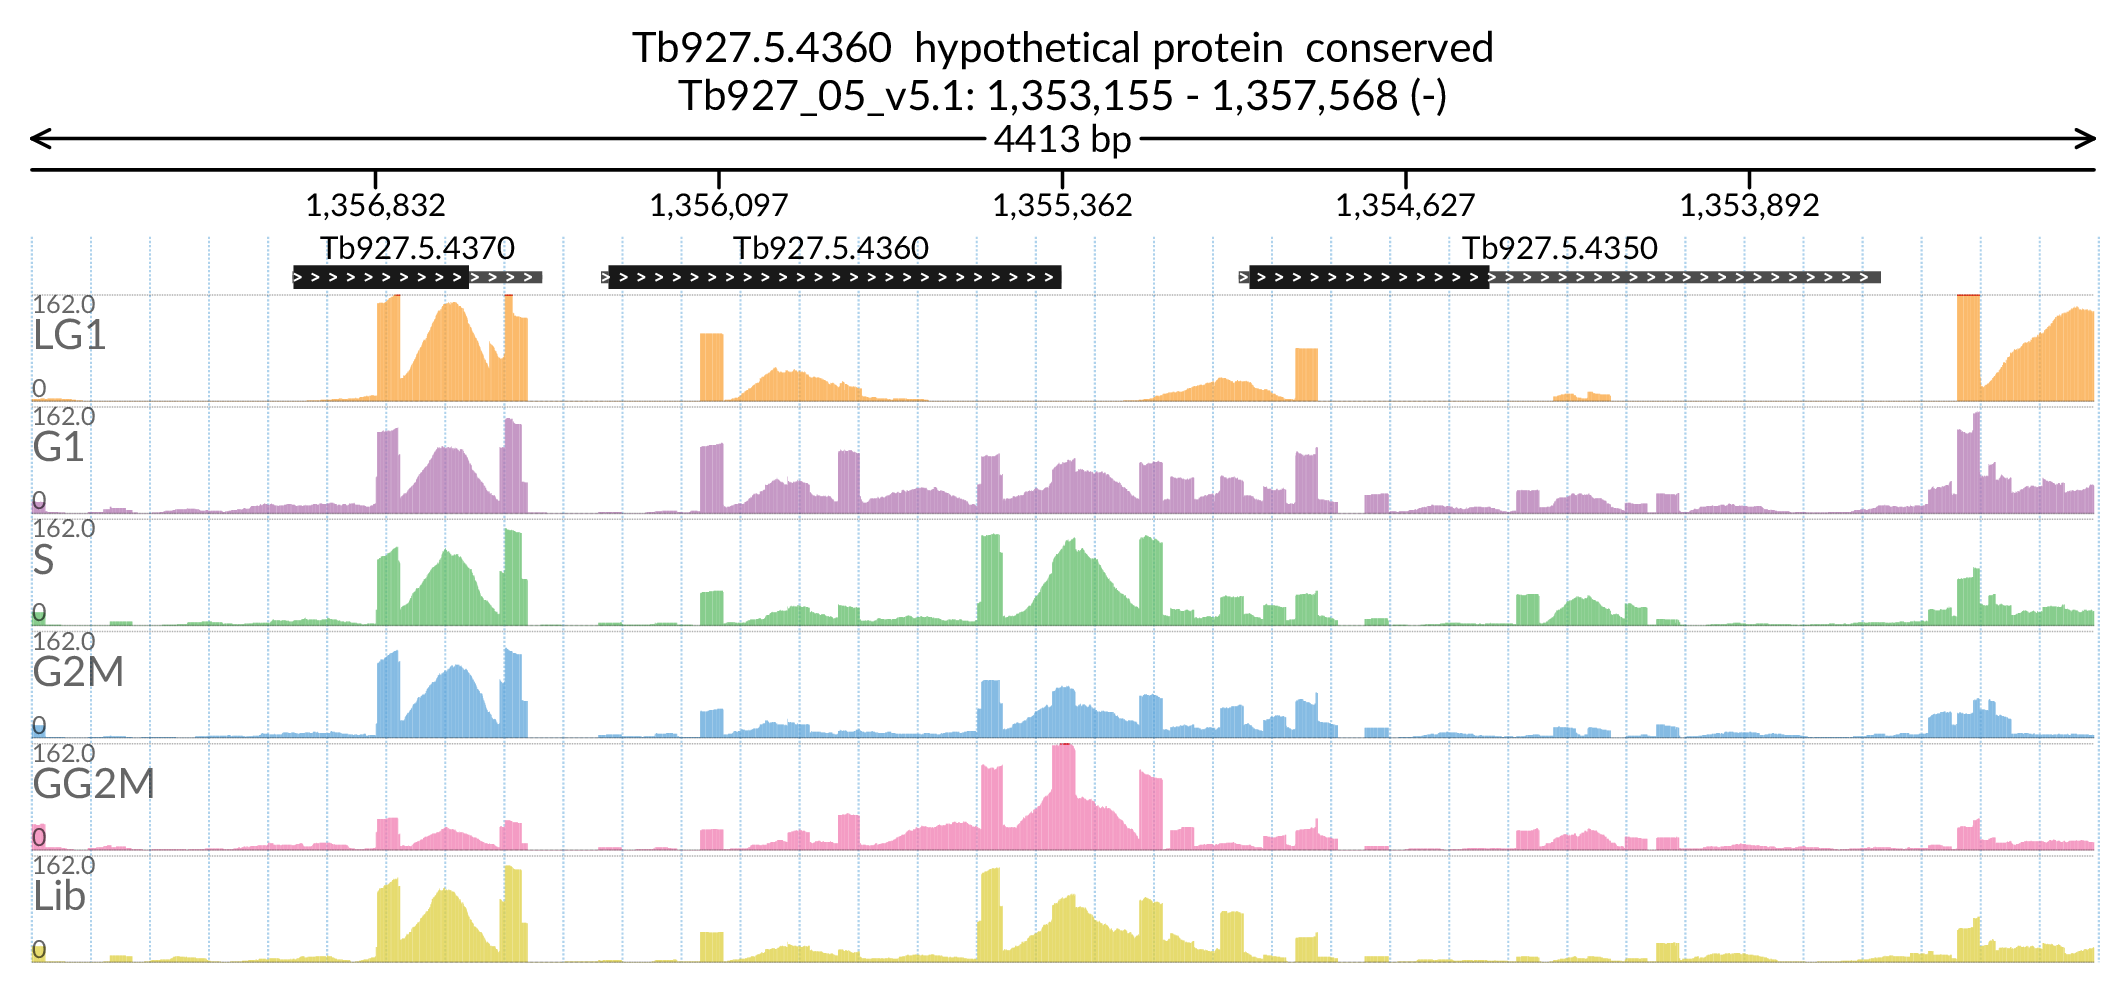 Tb927.5.4360 hypothetical protein conserved
Tb927_05_v5.1: 1,353,155 - 1,357,568 (-)
4413 bp
1,356,832 1,356,097 1,355,362 1,354,627 1,353,892
Tb927.5.4370 Tb927.5.4360 Tb927.5.4350
162.0
LG1
0
162.0
G1
0
162.0
S
0
162.0
G2M
0
162.0
GG2M
0
162.0
Lib
0